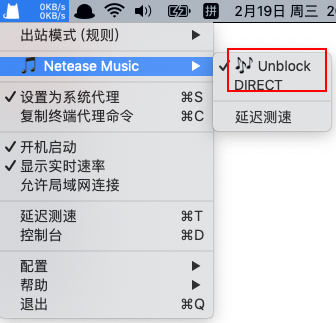 0KB/s
0KB/s
拼
2月19日 周三
出站模式 (规则)
Netease Music
设置为系统代理 ⌘S
复制终端代理命令 ⌘C
开机启动
显示实时速率
允许局域网连接
延迟测速 ⌘T
控制台 ⌘D
配置
帮助
退出 ⌘Q
Unblock
DIRECT
延迟测速